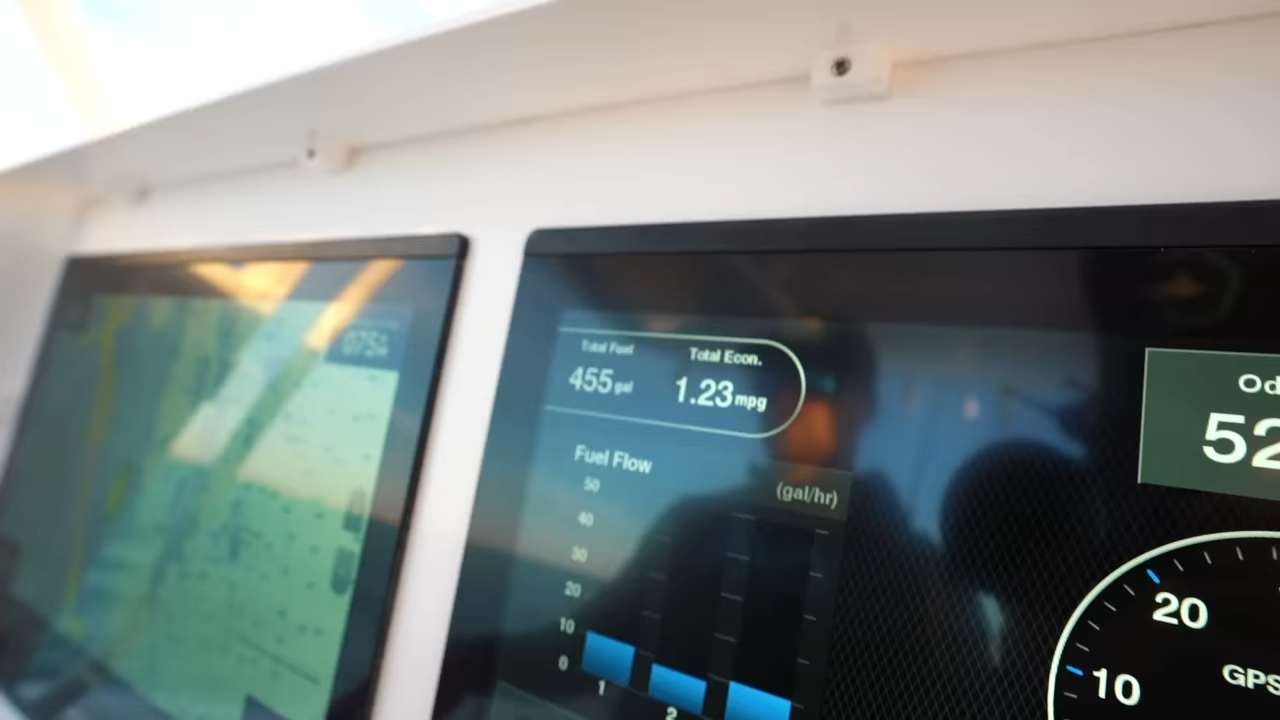 075°
Total Fuel Total Econ.
455 gal 1.23 mpg
Fuel Flow
(gal/hr)
50
40
30
20
10
0
1
2
Od
52
20
10
GPS